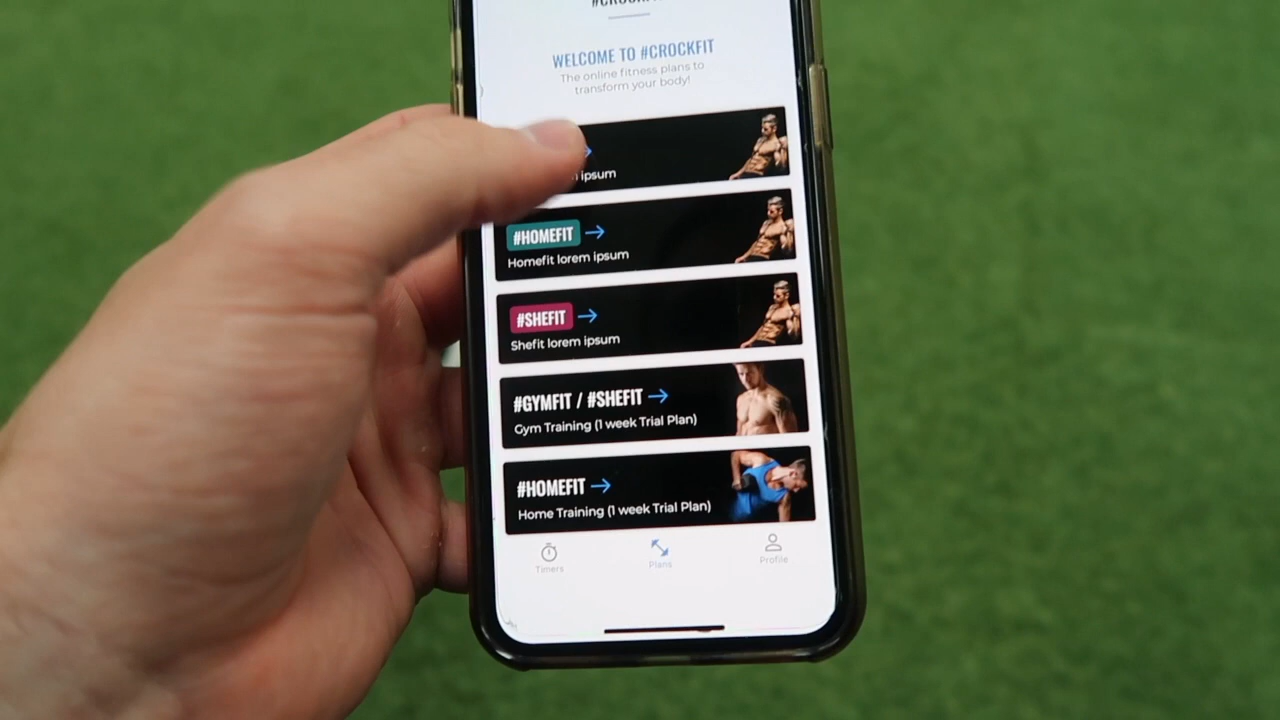 WELCOME TO #CROCKFIT
The online fitness plans to
transform your body!
ipsum
#HOMEFIT
Homefit lorem ipsum
#SHEFIT
Shefit lorem ipsum
#GYMFIT / #SHEFIT
Gym Training (1 week Trial Plan)
#HOMEFIT
Home Training (1 week Trial Plan)
Timers
Plans
Profile